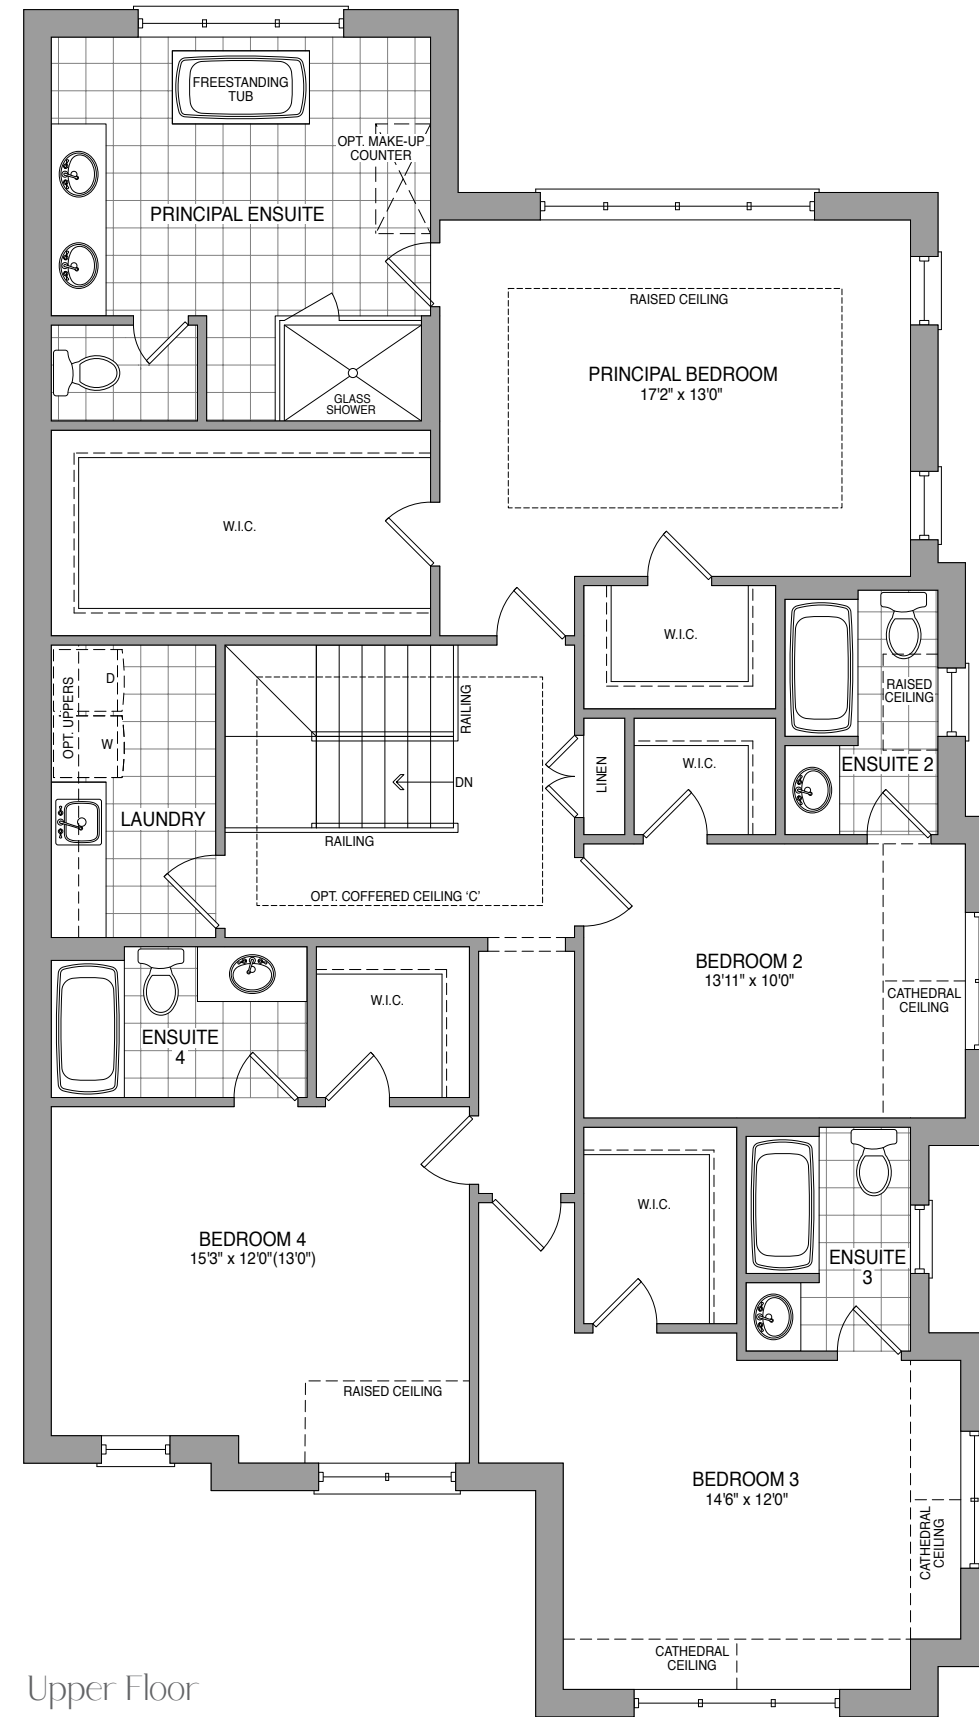 FREESTANDING
TUB
OPT. MAKE-UP
COUNTER
PRINCIPAL ENSUITE
RAISED CEILING
PRINCIPAL BEDROOM
17'2" x 13'0"
GLASS
SHOWER
W.I.C.
W.I.C.
RAISED
CEILING
OPT. UPPERS
D
W
RAILING
DN
LINEN
W.I.C.
ENSUITE 2
LAUNDRY
RAILING
OPT. COFFERED CEILING ‘C’
BEDROOM 2
13'11" x 10'0"
CATHEDRAL
CEILING
W.I.C.
ENSUITE
4
W.I.C.
BEDROOM 4
15'3" x 12'0"(13'0")
ENSUITE
3
RAISED CEILING
BEDROOM 3
14'6" x 12'0"
CATHEDRAL
CEILING
CATHEDRAL
CEILING
Upper Floor